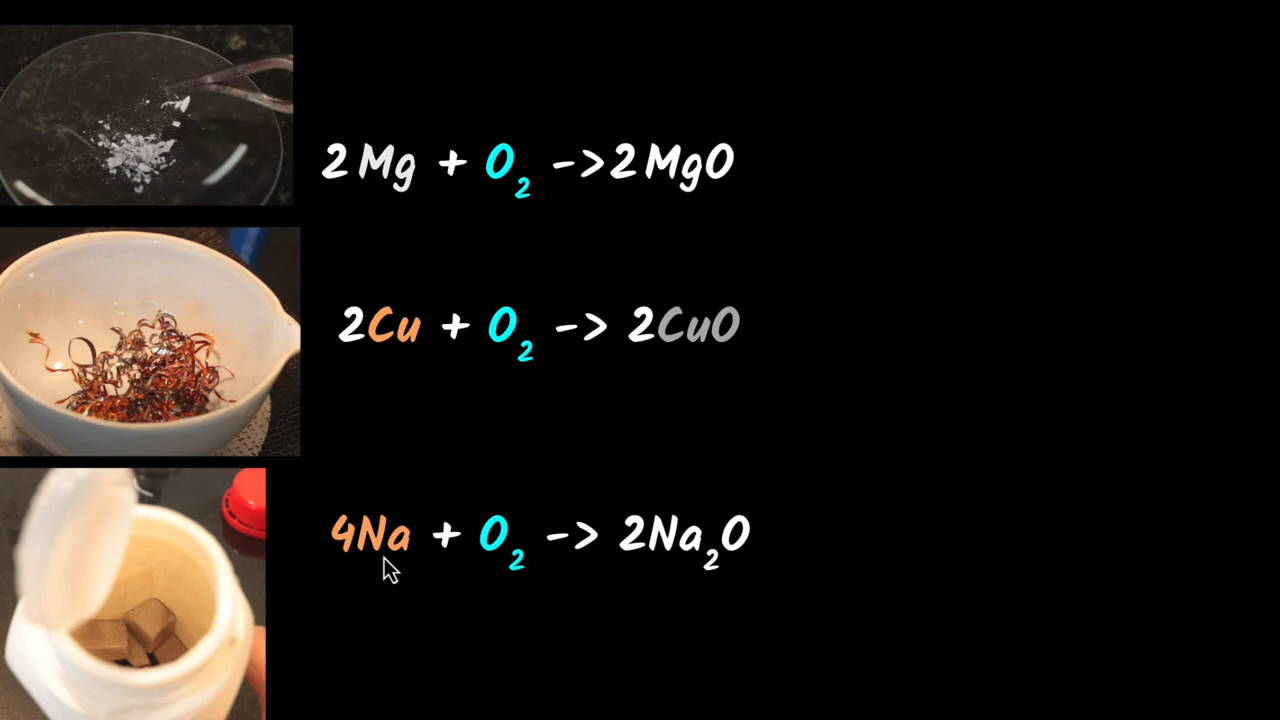 2Mg + O₂ ->2MgO
2Cu + O₂ -> 2CuO
4Na + O₂ -> 2Na₂O